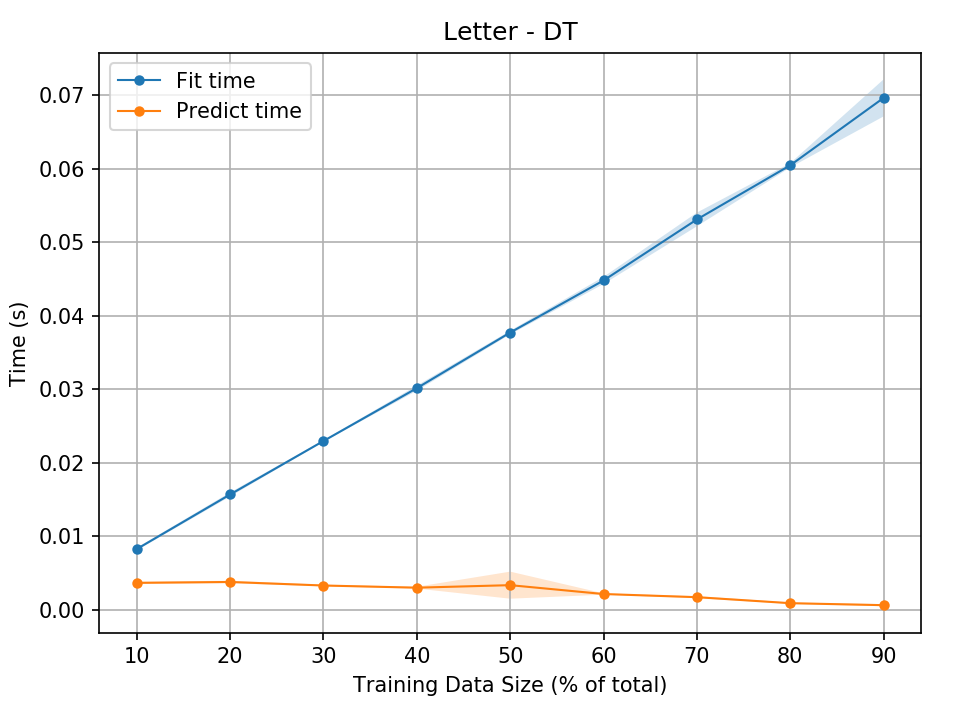 Letter - DT
Fit time
Predict time
0.07
0.06
0.05
0.04
0.03
0.02
0.01
0.00
Time (s)
10 20 30 40 50 60 70 80 90
Training Data Size (% of total)